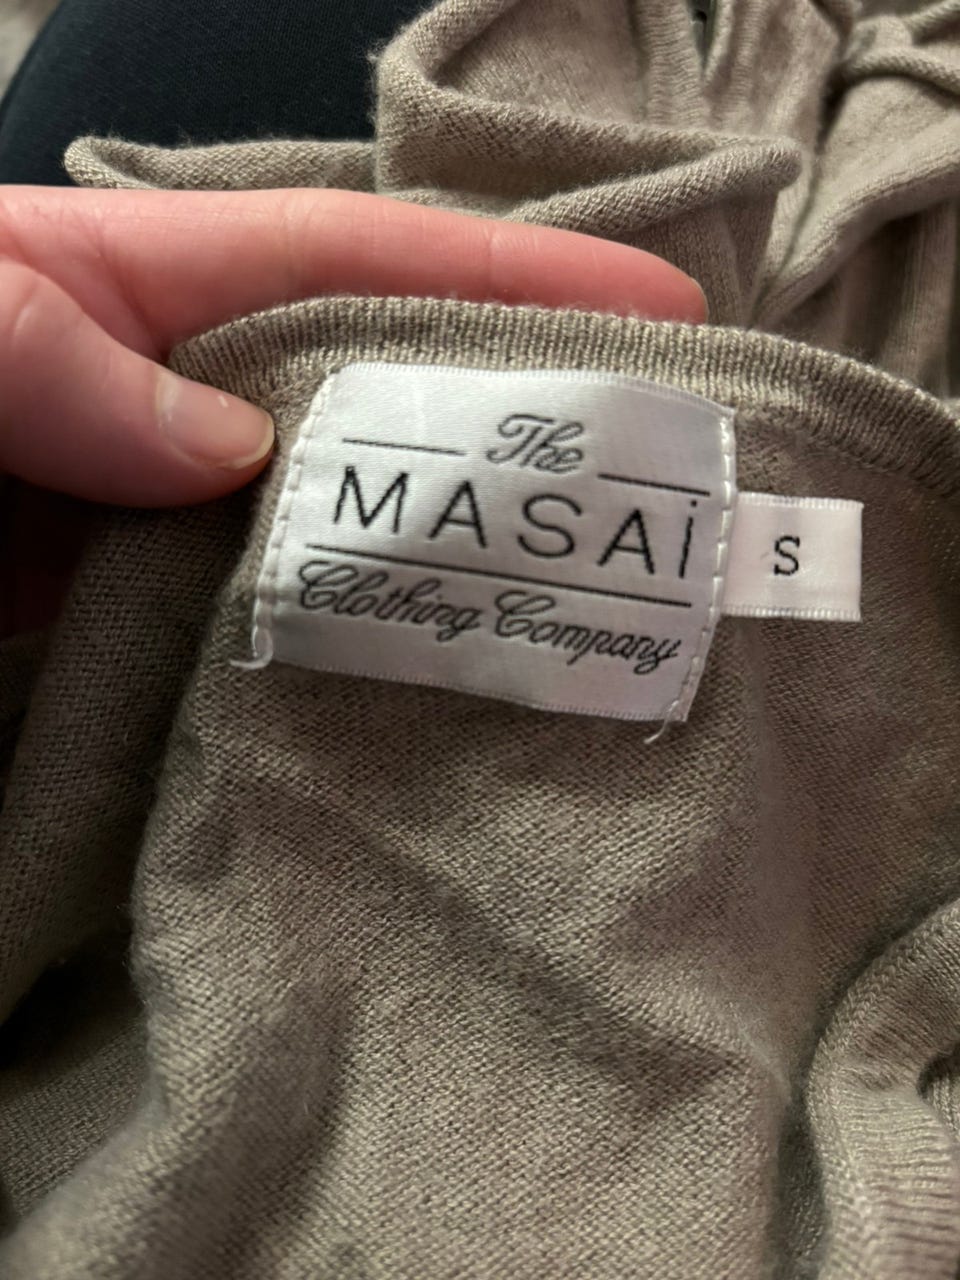 The
MASAi
Clothing Company
S